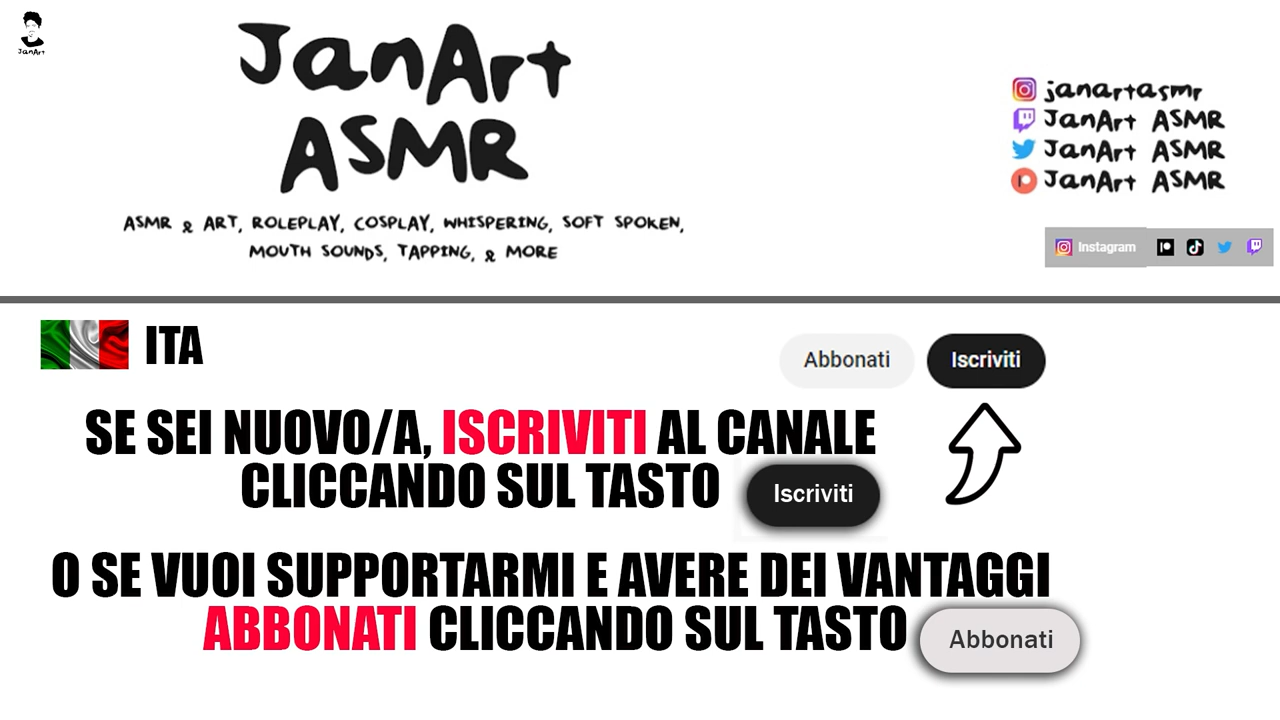 JanArt
JanArt
ASMR
ASMR & ART, ROLEPLAY, COSPLAY, WHISPERING, SOFT SPOKEN,
MOUTH SOUNDS, TAPPING, & MORE
janartasmr
JanArt ASMR
JanArt ASMR
JanArt ASMR
Instagram
ITA
Abbonati
Iscriviti
SE SEI NUOVO/A, ISCRIVITI AL CANALE
CLICCANDO SUL TASTO Iscriviti
O SE VUOI SUPPORTARMI E AVERE DEI VANTAGGI
ABBONATI CLICCANDO SUL TASTO Abbonati